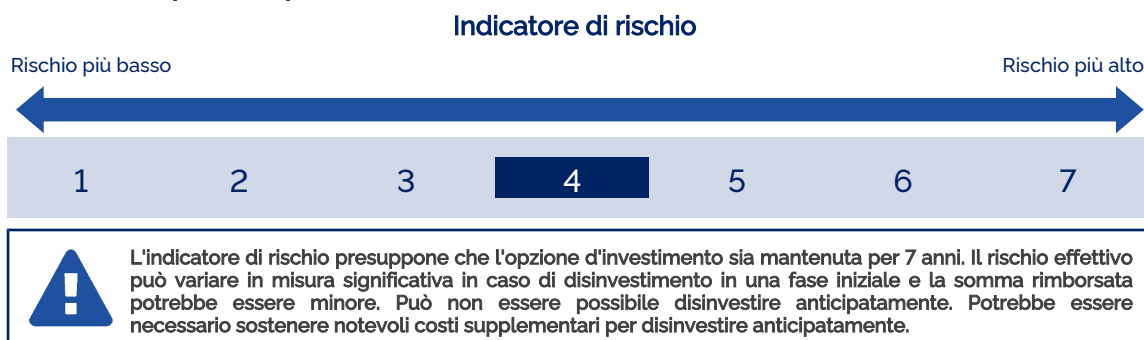 Indicatore di rischio
Rischio più basso
Rischio più alto
1 2 3 4 5 6 7
L'indicatore di rischio presuppone che l'opzione d'investimento sia mantenuta per 7 anni. Il rischio effettivo
può variare in misura significativa in caso di disinvestimento in una fase iniziale e la somma rimborsata
potrebbe essere minore. Può non essere possibile disinvestire anticipatamente. Potrebbe essere
necessario sostenere notevoli costi supplementari per disinvestire anticipatamente.